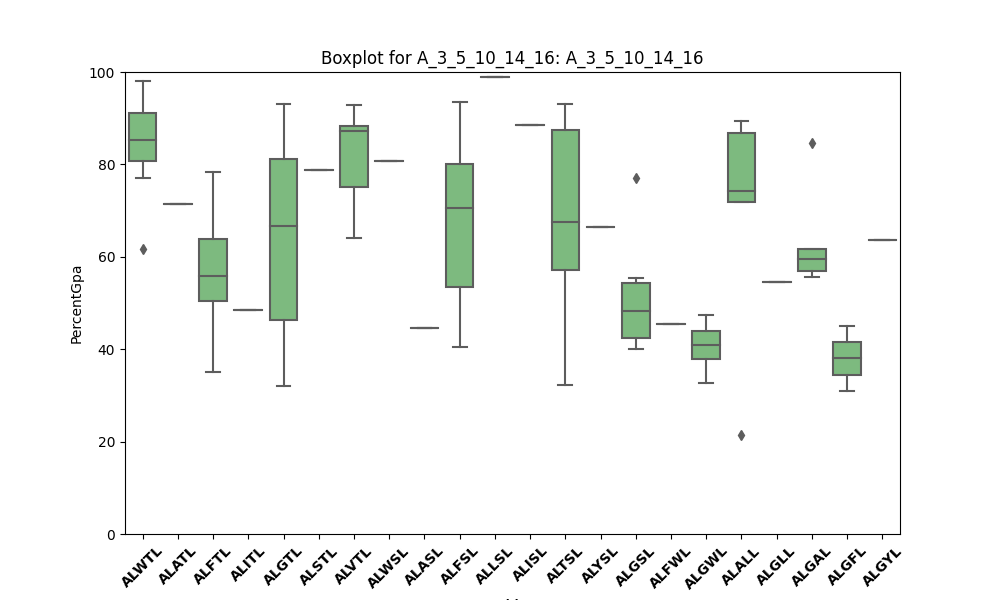 Boxplot for A_3_5_10_14_16: A_3_5_10_14_16
100
80
60
40
20
0
PercentGpa
ALWTL
ALATL
ALFTL
ALITL
ALGTL
ALSTL
ALVTL
ALWSL
ALASL
ALFSL
ALLSL
ALISL
ALTSL
ALYSL
ALGSL
ALFWL
ALGWL
ALALL
ALGLL
ALGAL
ALGFL
ALGYL